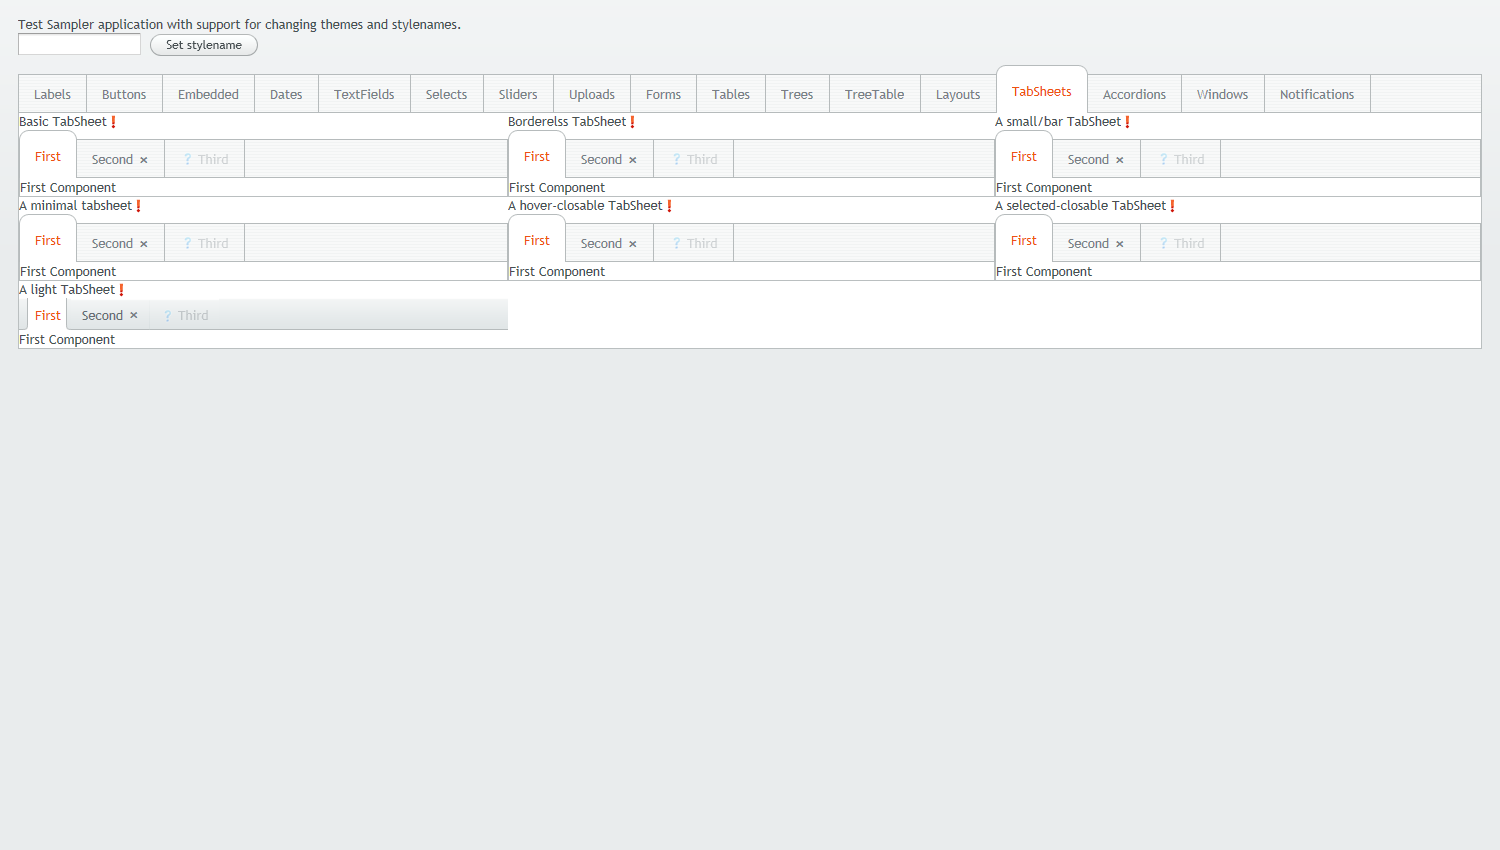 Test Sampler application with support for changing themes and stylenames.
Set stylename
Labels Buttons Embedded Dates TextFields Selects Sliders Uploads Forms Tables Trees TreeTable Layouts TabSheets Accordions Windows Notifications
Basic TabSheet ! Borderelss TabSheet ! A small/bar TabSheet !
First Second × ? Third First Second × ? Third First Second × ? Third
First Component First Component First Component
A minimal tabsheet ! A hover-closable TabSheet ! A selected-closable TabSheet !
First Second × ? Third First Second × ? Third First Second × ? Third
First Component First Component First Component
A light TabSheet !
First Second × ? Third
First Component